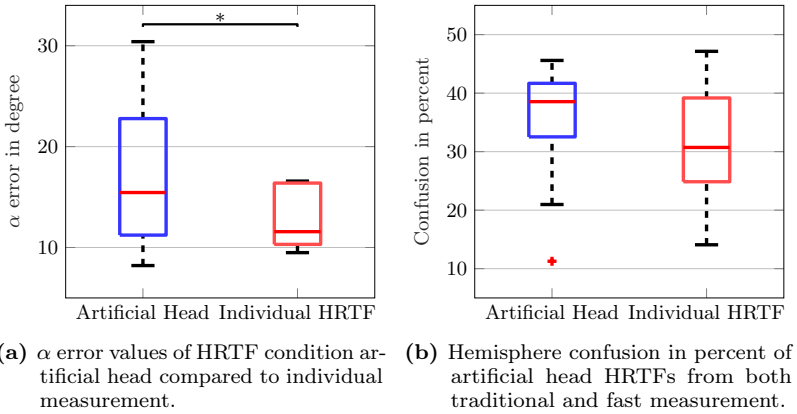 *
30
20
10
α error in degree
Artificial Head Individual HRTF
50
40
30
20
10
Confusion in percent
Artificial Head Individual HRTF
(a) α error values of HRTF condition ar-
tificial head compared to individual
measurement.
(b) Hemisphere confusion in percent of
artificial head HRTFs from both
traditional and fast measurement.